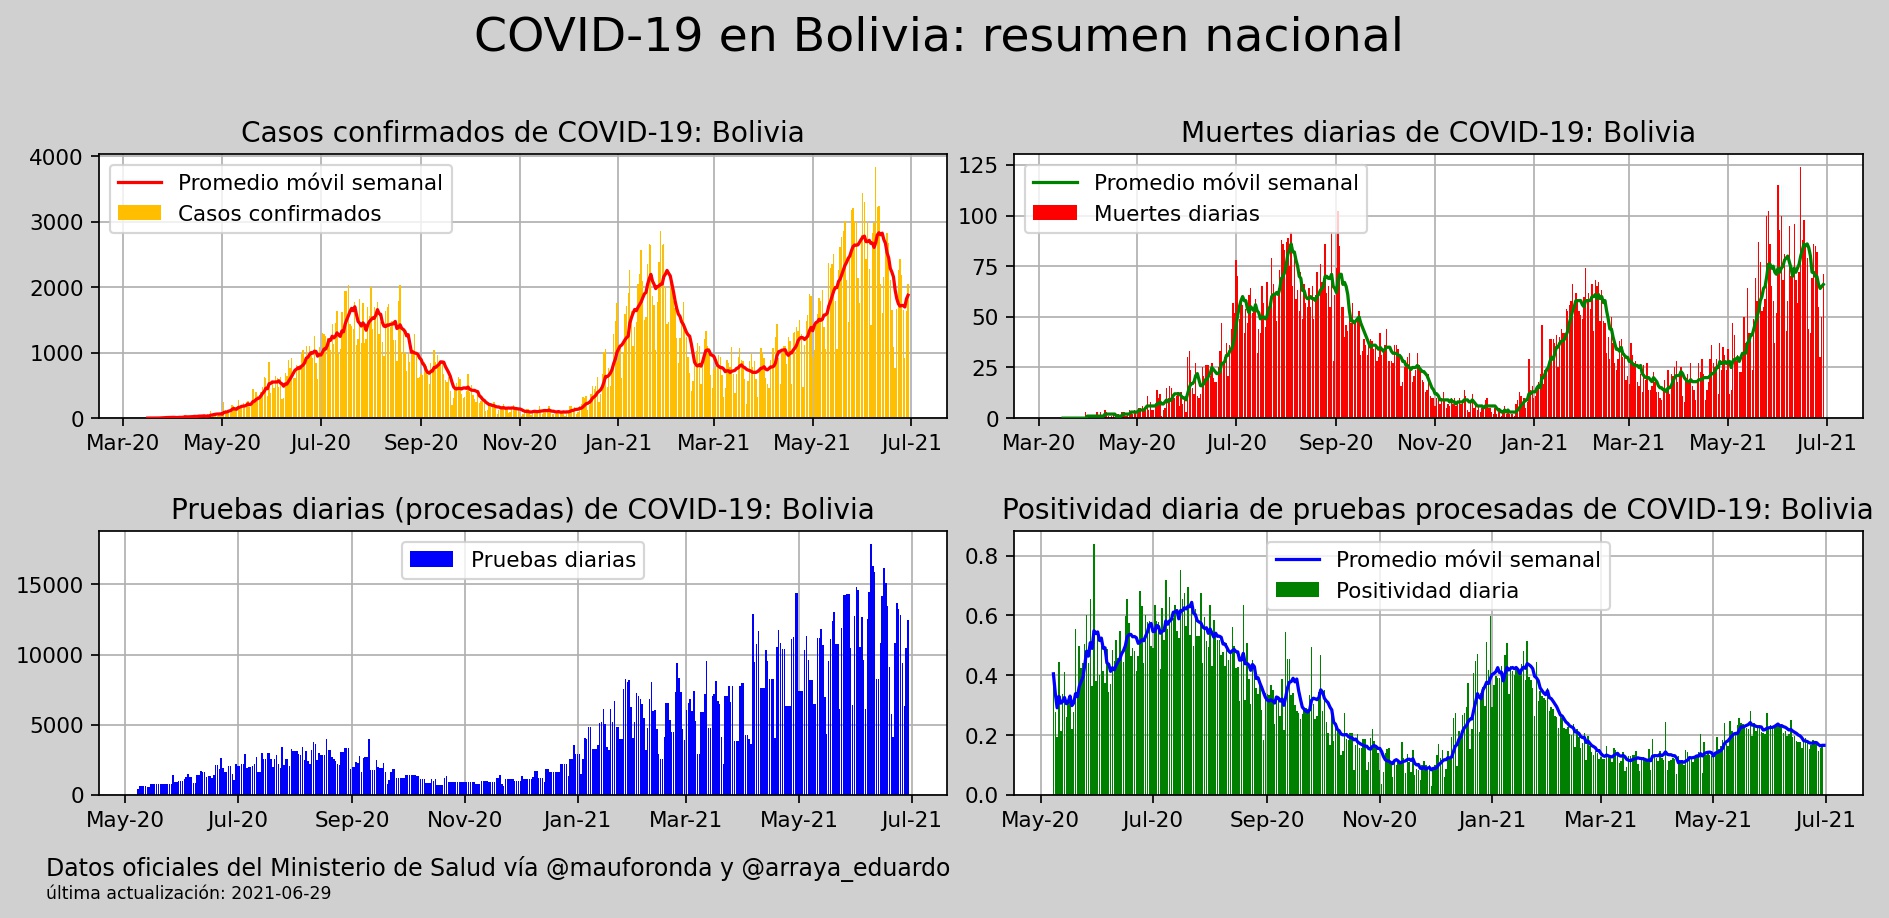 COVID-19 en Bolivia: resumen nacional
Casos confirmados de COVID-19: Bolivia
4000
3000
2000
1000
0
Promedio móvil semanal
Casos confirmados
Mar-20 May-20 Jul-20 Sep-20 Nov-20 Jan-21 Mar-21 May-21 Jul-21
Muertes diarias de COVID-19: Bolivia
125
100
75
50
25
0
Promedio móvil semanal
Muertes diarias
Mar-20 May-20 Jul-20 Sep-20 Nov-20 Jan-21 Mar-21 May-21 Jul-21
Pruebas diarias (procesadas) de COVID-19: Bolivia
15000
10000
5000
0
Pruebas diarias
May-20 Jul-20 Sep-20 Nov-20 Jan-21 Mar-21 May-21 Jul-21
Positividad diaria de pruebas procesadas de COVID-19: Bolivia
0.8
0.6
0.4
0.2
0.0
Promedio móvil semanal
Positividad diaria
May-20 Jul-20 Sep-20 Nov-20 Jan-21 Mar-21 May-21 Jul-21
Datos oficiales del Ministerio de Salud vía @mauforonda y @arraya_eduardo
última actualización: 2021-06-29